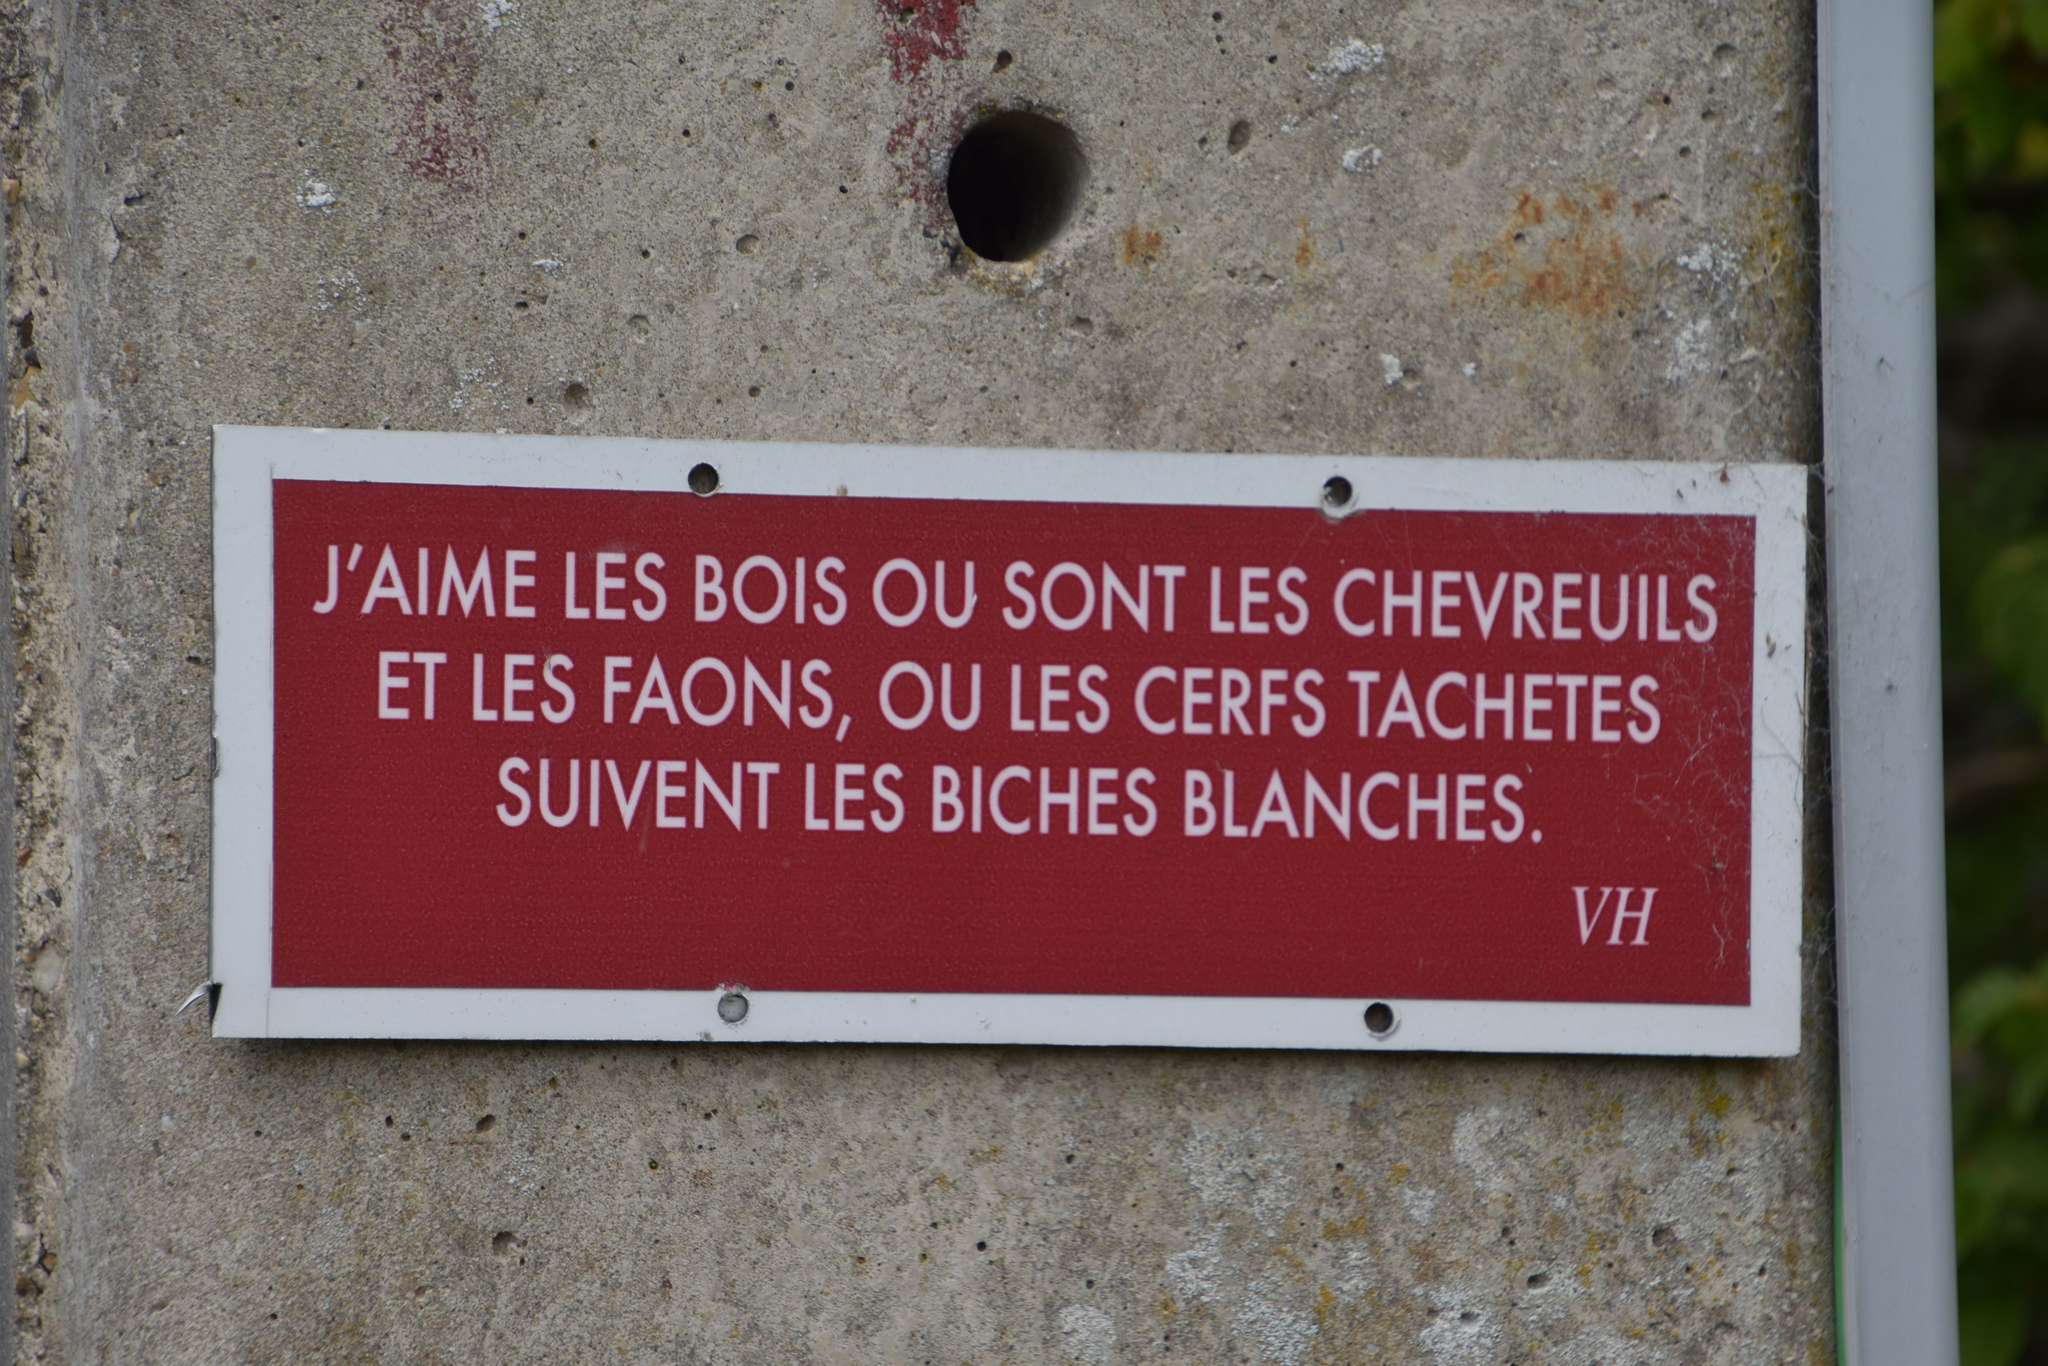 J'AIME LES BOIS OU SONT LES CHEVREUILS
ET LES FAONS, OU LES CERFS TACHETES
SUIVENT LES BICHES BLANCHES.
VH